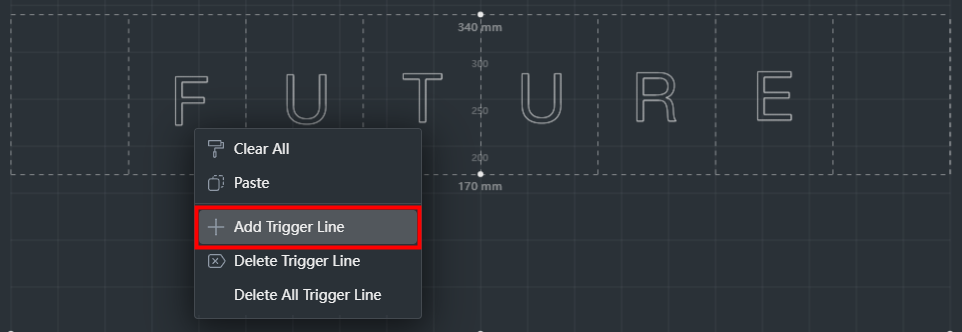 340 mm
300
F U T U R E
250
200
170 mm
Clear All
Paste
Add Trigger Line
Delete Trigger Line
Delete All Trigger Line